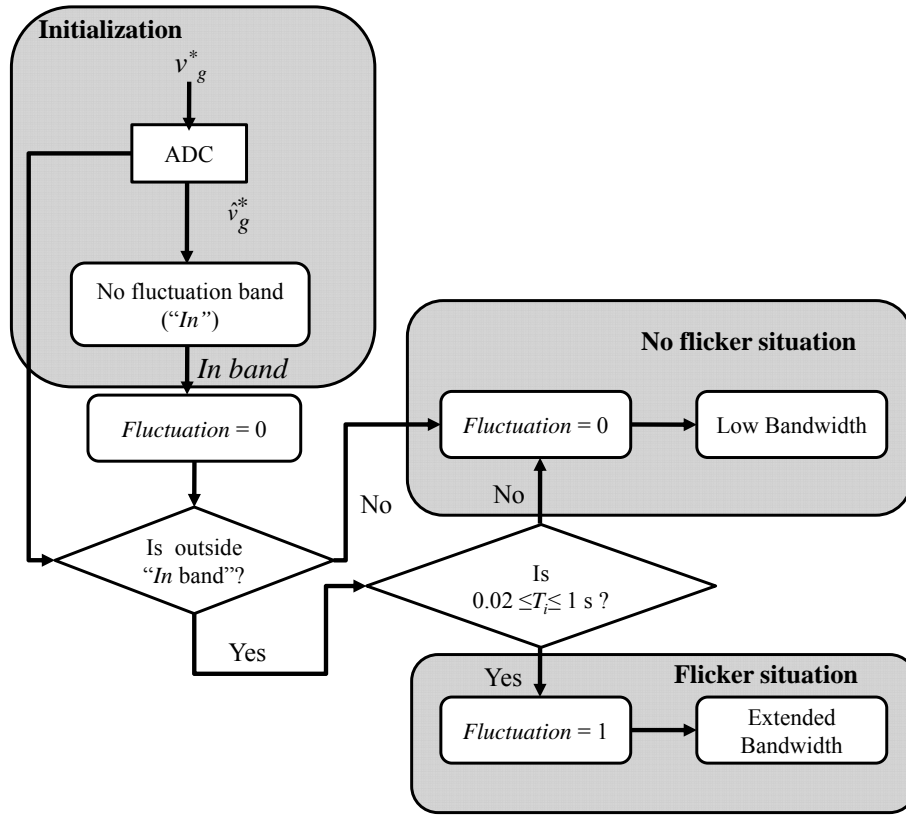 Initialization
v*g
ADC
v̂*g
No fluctuation band
(“In”)
In band
Fluctuation = 0
Is outside
“In band”?
No
Yes
No flicker situation
Fluctuation = 0
Low Bandwidth
No
Is
0.02 ≤Ti≤ 1 s ?
Yes
Flicker situation
Fluctuation = 1
Extended
Bandwidth